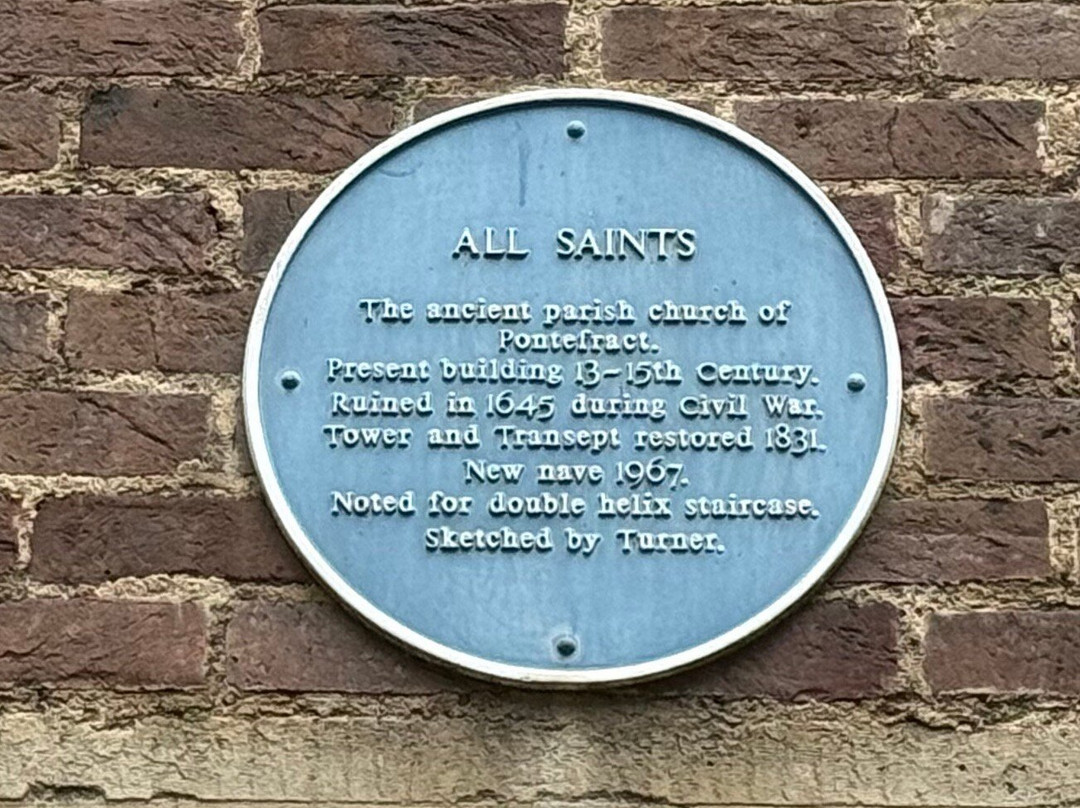 ALL SAINTS
The ancient parish church of
Pontefract.
Present building 13-15th Century.
Ruined in 1645 during Civil War.
Tower and Transept restored 1831.
New nave 1967.
Noted for double helix staircase.
Sketched by Turner.